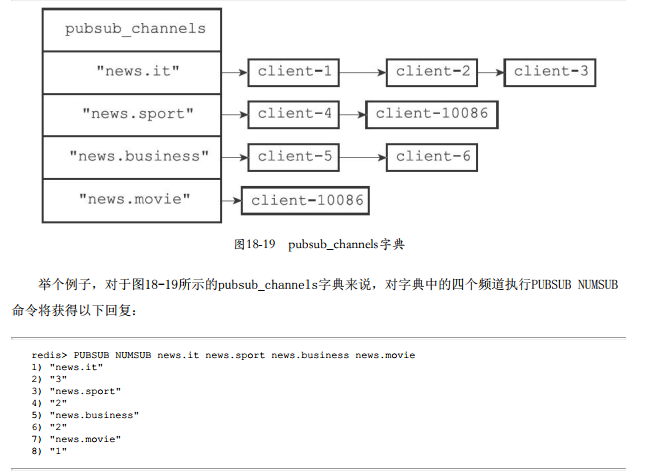 pubsub_channels
"news.it" client-1 client-2 client-3
"news.sport" client-4 client-10086
"news.business" client-5 client-6
"news.movie" client-10086
图18-19 pubsub_channels字典
举个例子，对于图18-19所示的pubsub_channels字典来说，对字典中的四个频道执行PUBSUB NUMSUB
命令将获得以下回复：
redis> PUBSUB NUMSUB news.it news.sport news.business news.movie
1) "news.it"
2) "3"
3) "news.sport"
4) "2"
5) "news.business"
6) "2"
7) "news.movie"
8) "1"